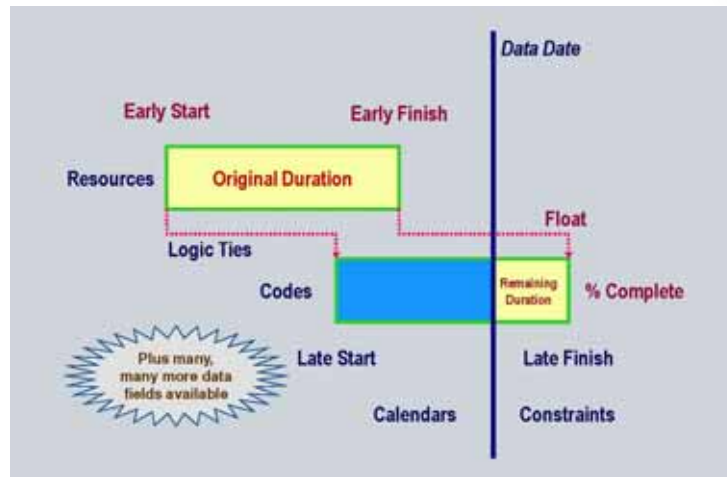 Data Date
Early Start
Early Finish
Resources
Original Duration
Float
Logic Ties
Codes
Remaining
Duration
% Complete
Plus many,
many more data
fields available
Late Start
Late Finish
Calendars
Constraints